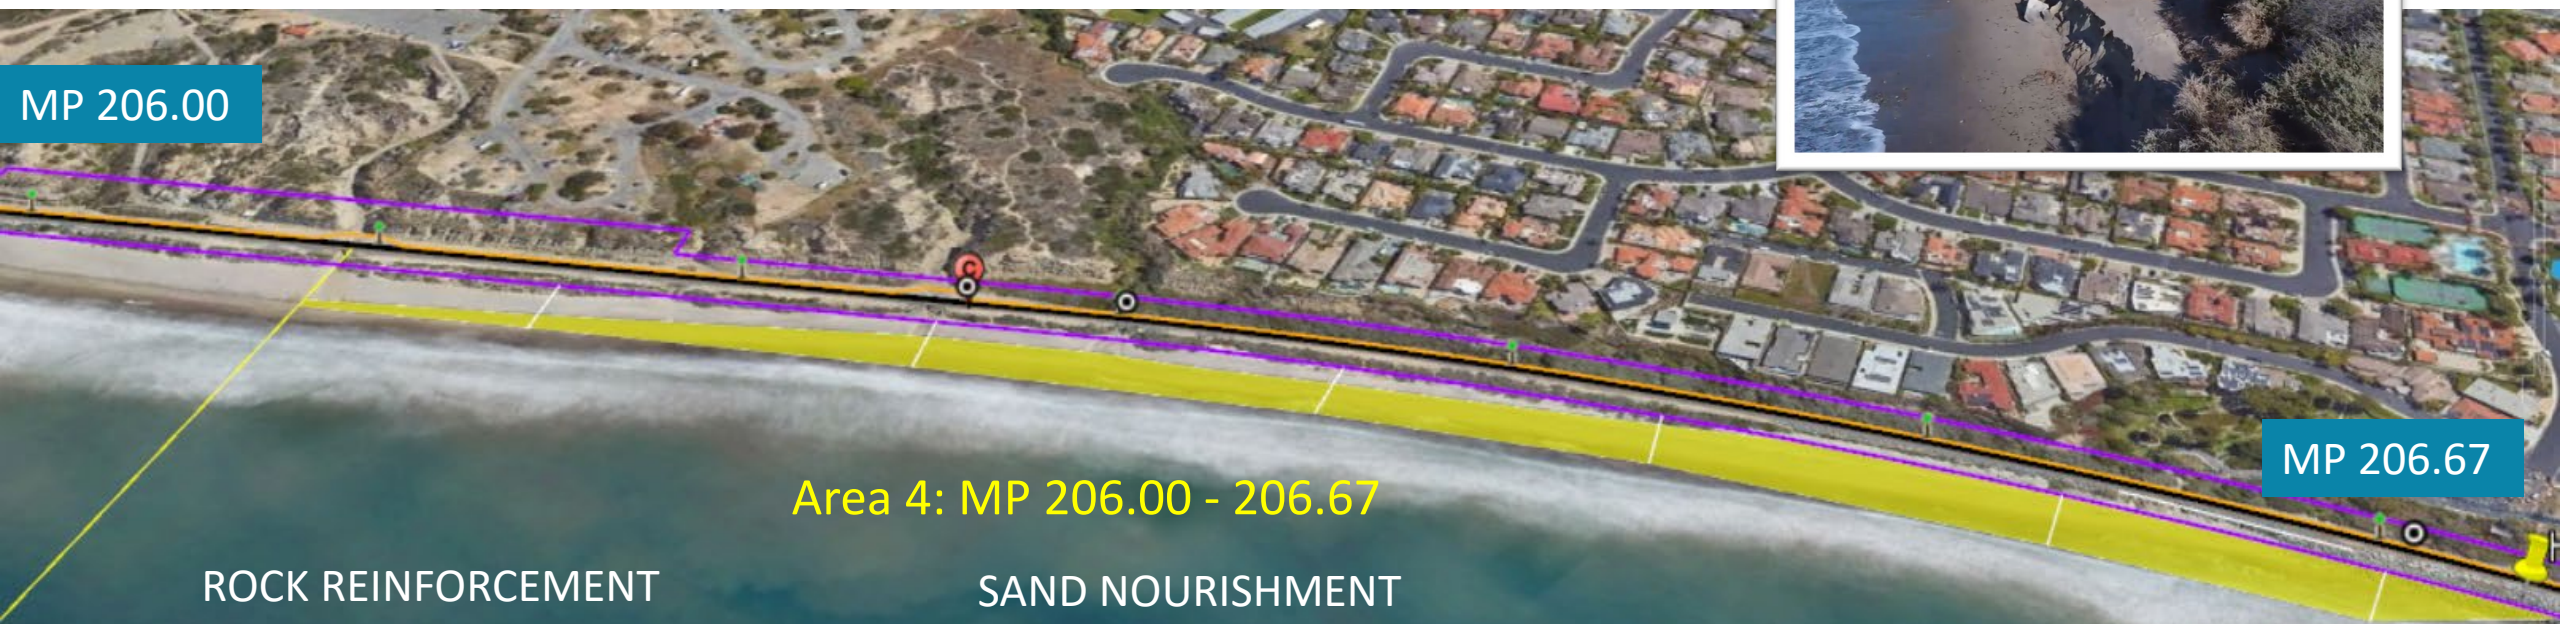 MP 206.00
C
MP 206.67
Area 4: MP 206.00 - 206.67
H
ROCK REINFORCEMENT
SAND NOURISHMENT